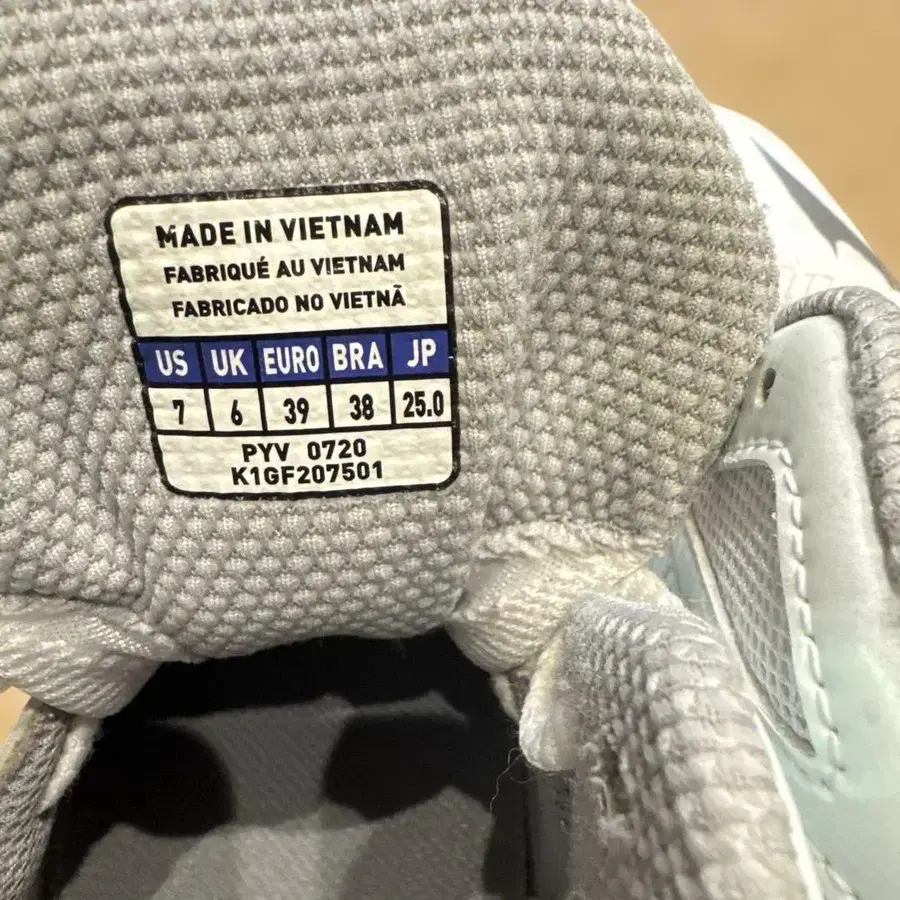 MADE IN VIETNAM
FABRIQUÉ AU VIETNAM
FABRICADO NO VIETNÃ
US UK EURO BRA JP
7 6 39 38 25.0
PYV 0720
K1GF207501